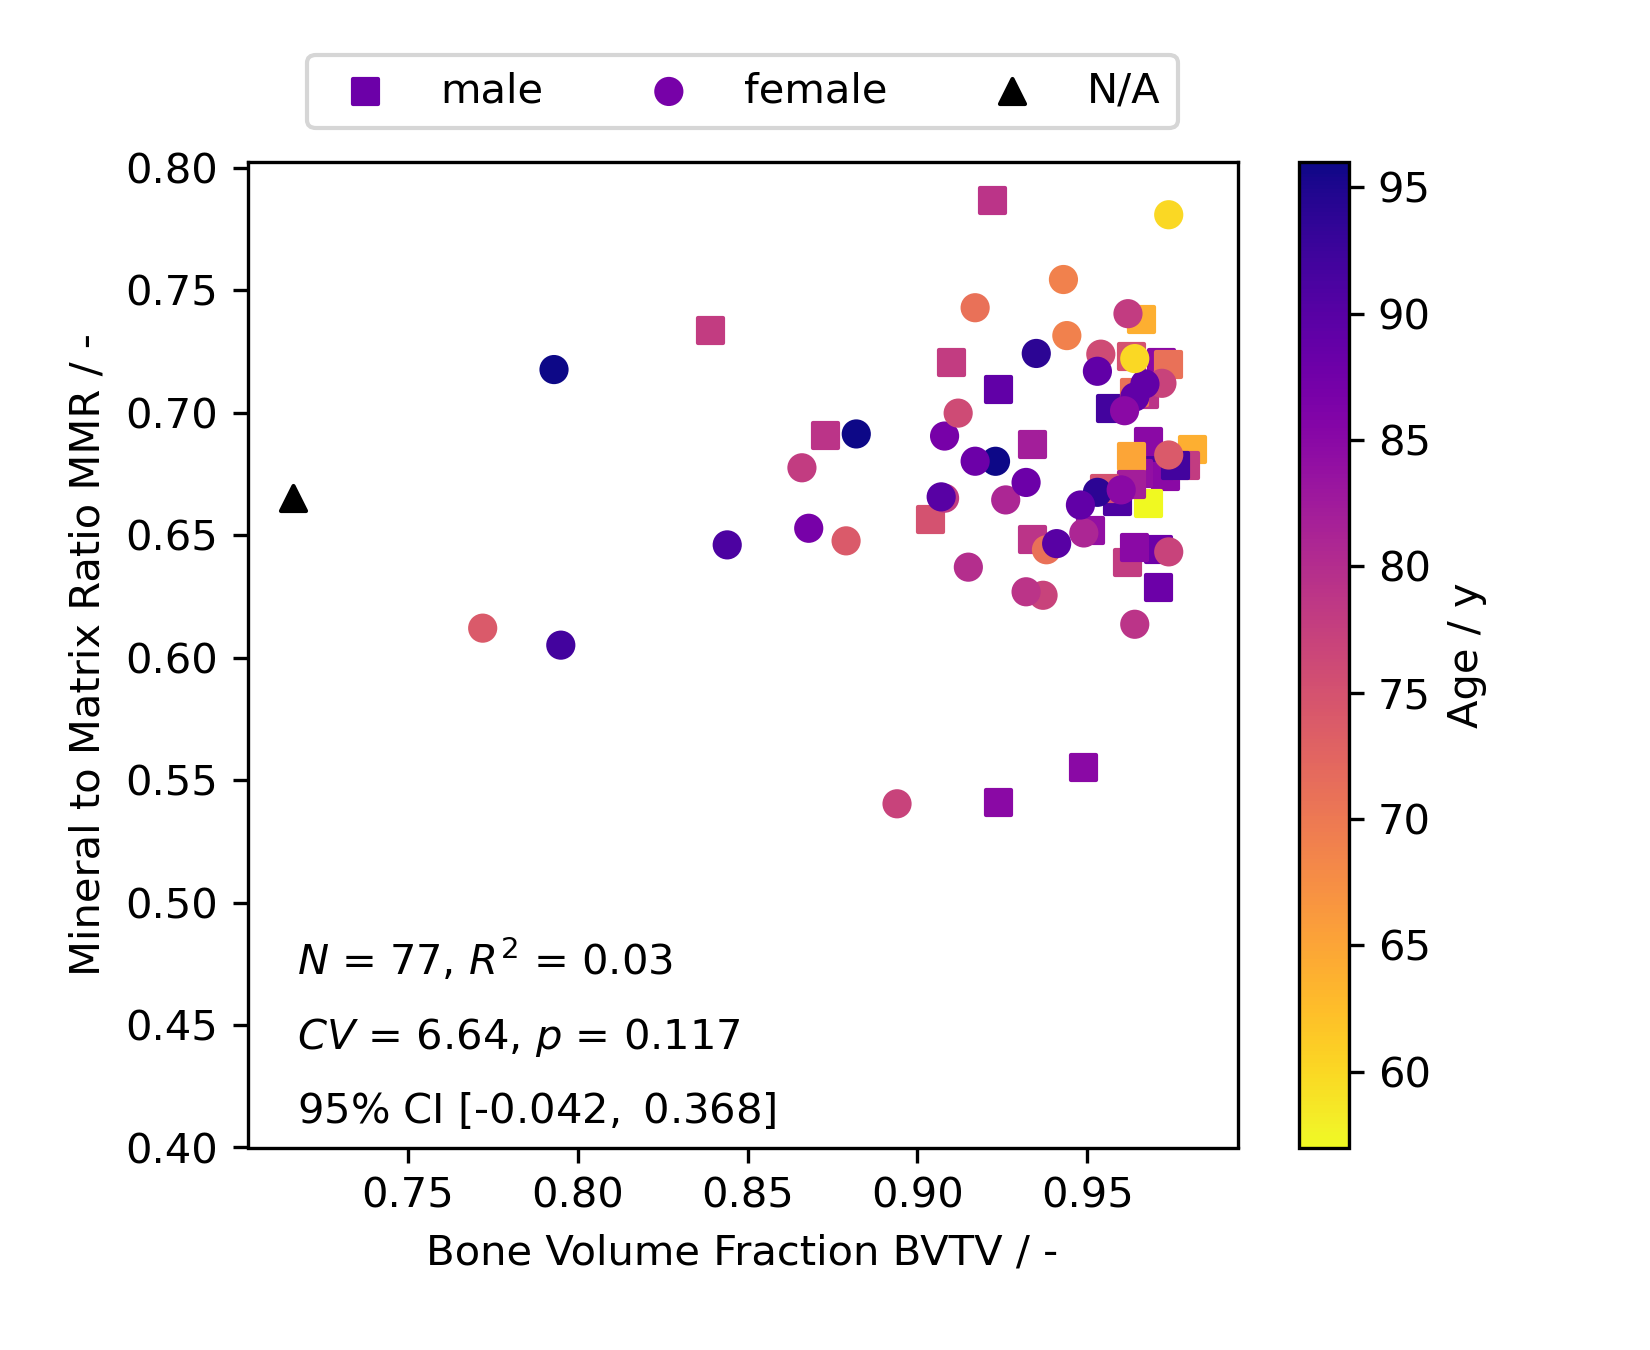 male female N/A
0.80
0.75
0.70
0.65
0.60
0.55
0.50
0.45
0.40
Mineral to Matrix Ratio MMR / -
N = 77, R² = 0.03
CV = 6.64, p = 0.117
95% CI [-0.042, 0.368]
0.75 0.80 0.85 0.90 0.95
Bone Volume Fraction BVTV / -
95
90
85
80
75
70
65
60
Age / y